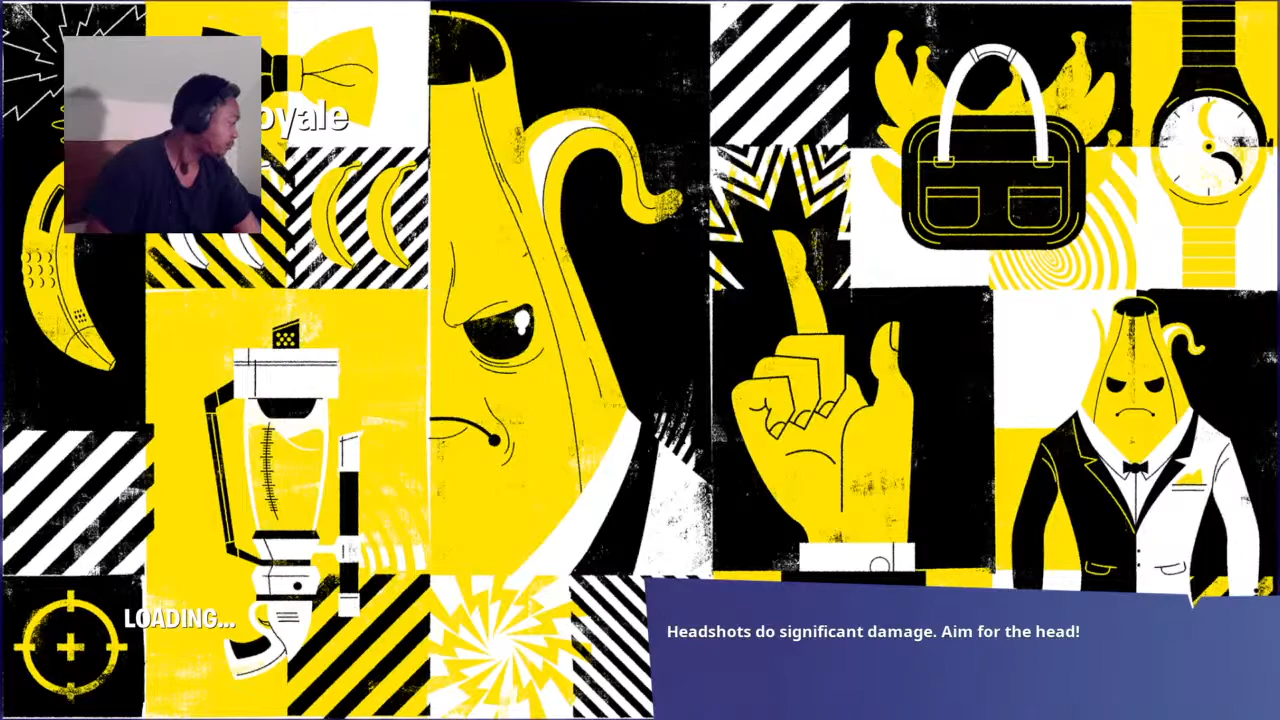 oyale
LOADING...
Headshots do significant damage. Aim for the head!